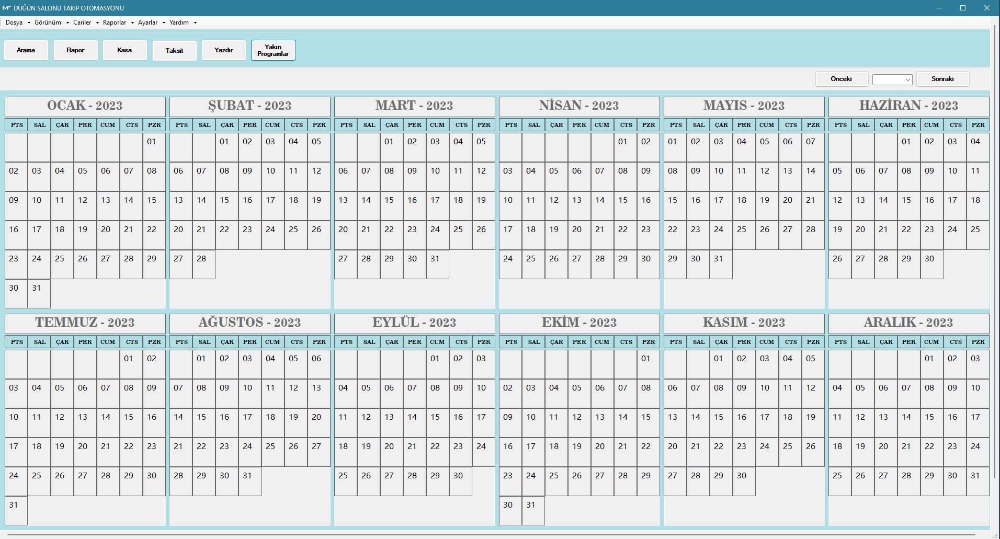 MF DÜĞÜN SALONU TAKİP OTOMASYONU
Dosya Görünüm Cariler Raporlar Ayarlar Yardım
Arama Rapor Kasa Taksit Yazdır Yakın Programlar
Önceki Sonraki
OCAK - 2023
PTS SAL ÇAR PER CUM CTS PZR
01
02 03 04 05 06 07 08
09 10 11 12 13 14 15
16 17 18 19 20 21 22
23 24 25 26 27 28 29
30 31
ŞUBAT - 2023
PTS SAL ÇAR PER CUM CTS PZR
01 02 03 04 05
06 07 08 09 10 11 12
13 14 15 16 17 18 19
20 21 22 23 24 25 26
27 28
MART - 2023
PTS SAL ÇAR PER CUM CTS PZR
01 02 03 04 05
06 07 08 09 10 11 12
13 14 15 16 17 18 19
20 21 22 23 24 25 26
27 28 29 30 31
NİSAN - 2023
PTS SAL ÇAR PER CUM CTS PZR
01 02
03 04 05 06 07 08 09
10 11 12 13 14 15 16
17 18 19 20 21 22 23
24 25 26 27 28 29 30
MAYIS - 2023
PTS SAL ÇAR PER CUM CTS PZR
01 02 03 04 05 06 07
08 09 10 11 12 13 14
15 16 17 18 19 20 21
22 23 24 25 26 27 28
29 30 31
HAZİRAN - 2023
PTS SAL ÇAR PER CUM CTS PZR
01 02 03 04
05 06 07 08 09 10 11
12 13 14 15 16 17 18
19 20 21 22 23 24 25
26 27 28 29 30
TEMMUZ - 2023
PTS SAL ÇAR PER CUM CTS PZR
01 02
03 04 05 06 07 08 09
10 11 12 13 14 15 16
17 18 19 20 21 22 23
24 25 26 27 28 29 30
31
AĞUSTOS - 2023
PTS SAL ÇAR PER CUM CTS PZR
01 02 03 04 05 06
07 08 09 10 11 12 13
14 15 16 17 18 19 20
21 22 23 24 25 26 27
28 29 30 31
EYLÜL - 2023
PTS SAL ÇAR PER CUM CTS PZR
01 02 03
04 05 06 07 08 09 10
11 12 13 14 15 16 17
18 19 20 21 22 23 24
25 26 27 28 29 30
EKİM - 2023
PTS SAL ÇAR PER CUM CTS PZR
01
02 03 04 05 06 07 08
09 10 11 12 13 14 15
16 17 18 19 20 21 22
23 24 25 26 27 28 29
30 31
KASIM - 2023
PTS SAL ÇAR PER CUM CTS PZR
01 02 03 04 05
06 07 08 09 10 11 12
13 14 15 16 17 18 19
20 21 22 23 24 25 26
27 28 29 30
ARALIK - 2023
PTS SAL ÇAR PER CUM CTS PZR
01 02 03
04 05 06 07 08 09 10
11 12 13 14 15 16 17
18 19 20 21 22 23 24
25 26 27 28 29 30 31